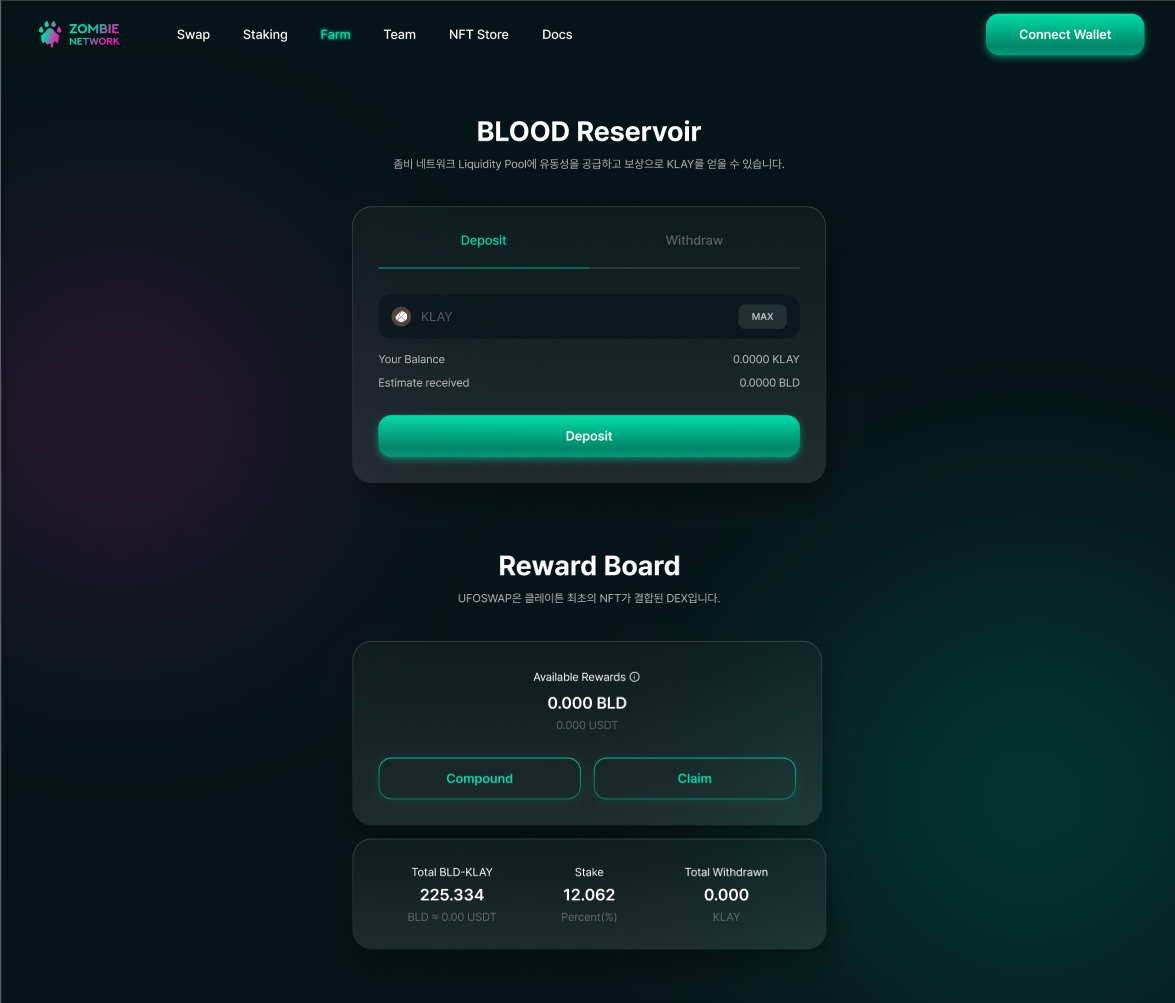 ZOMBIE
NETWORK
Swap Staking Farm Team NFT Store Docs
Connect Wallet
BLOOD Reservoir
좀비 네트워크 Liquidity Pool에 유동성을 공급하고 보상으로 KLAY를 얻을 수 있습니다.
Deposit Withdraw
KLAY MAX
Your Balance 0.0000 KLAY
Estimate received 0.0000 BLD
Deposit
Reward Board
UFOSWAP은 클레이튼 최초의 NFT가 결합된 DEX입니다.
Available Rewards
0.000 BLD
0.000 USDT
Compound Claim
Total BLD-KLAY Stake Total Withdrawn
225.334 12.062 0.000
BLD ≈ 0.00 USDT Percent(%) KLAY